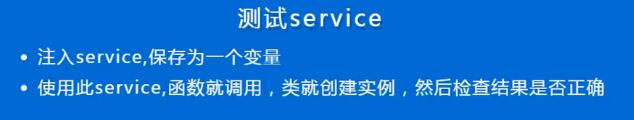 测试service
• 注入service,保存为一个变量
• 使用此service,函数就调用，类就创建实例，然后检查结果是否正确